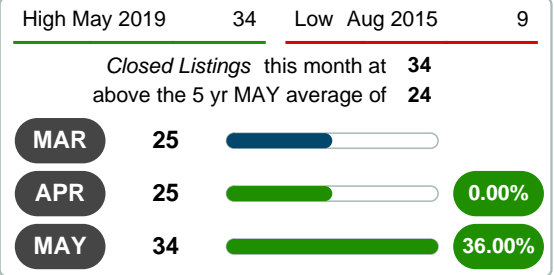 High May 2019 34 Low Aug 2015 9
Closed Listings this month at 34
above the 5 yr MAY average of 24
MAR 25
APR 25 0.00%
MAY 34 36.00%